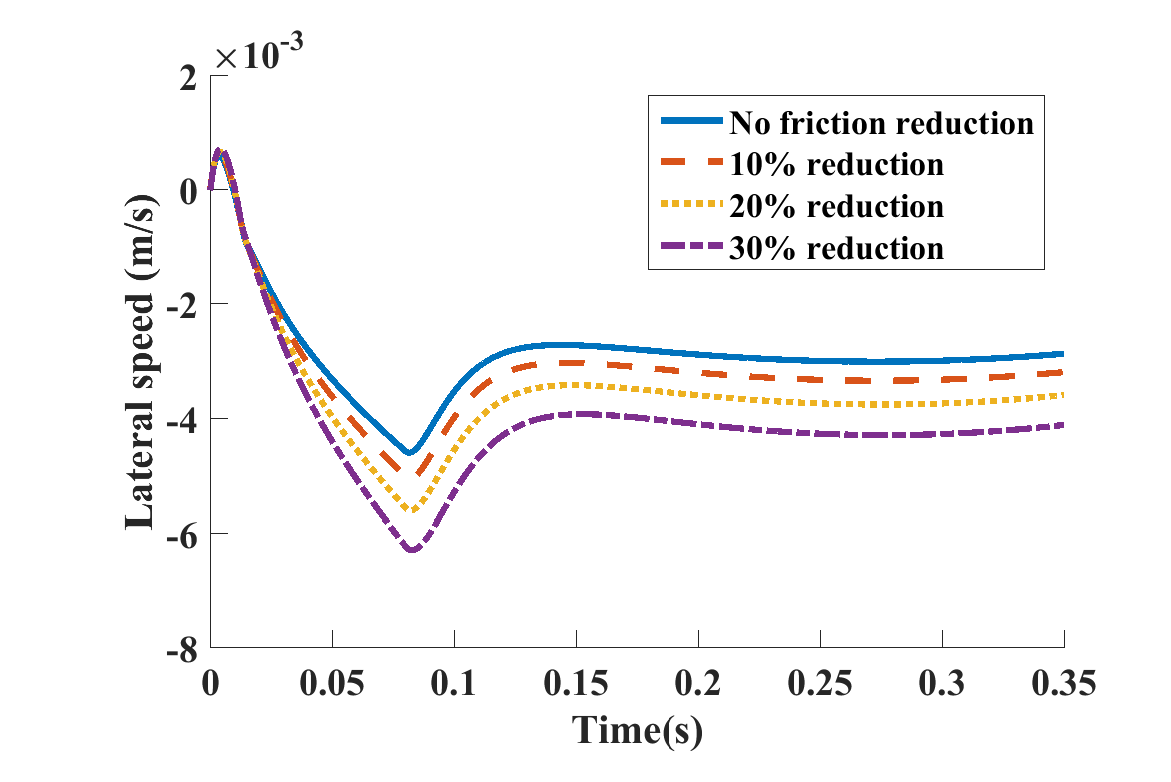 ×10-3
2
0
-2
-4
-6
-8
Lateral speed (m/s)
No friction reduction
10% reduction
20% reduction
30% reduction
0 0.05 0.1 0.15 0.2 0.25 0.3 0.35
Time(s)